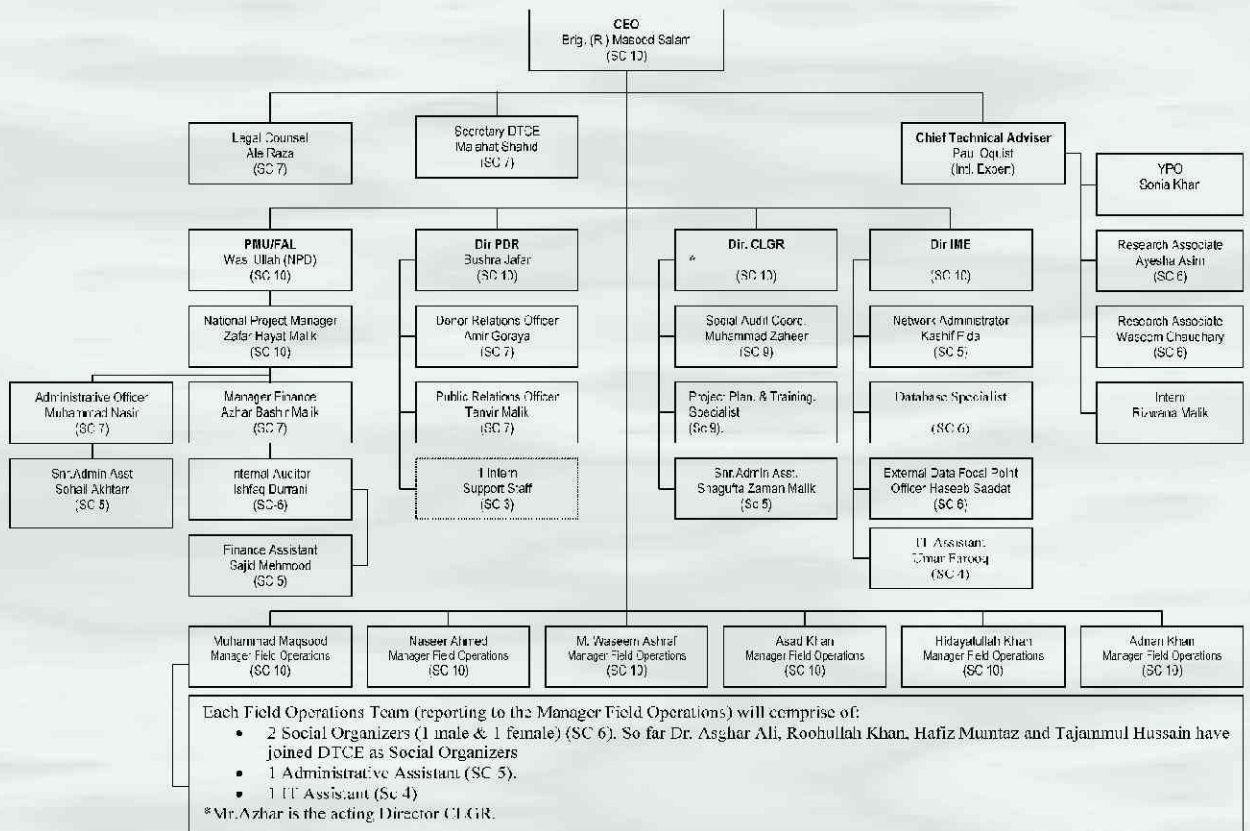 CEO
Brig. (R) Masood Salam
(SC 10)
Legal Counsel
Ale Raza
(SC 7)
Secretary DTCE
Malahat Shahid
(SC 7)
Chief Technical Adviser
Paul Oquist
(Intl. Expert)
YPO
Sonia Khan
PMU/FAL
Wasi Ullah (NPD)
(SC 10)
Dir PDR
Bushra Jafar
(SC 10)
Dir. CLGR
*
(SC 10)
Dir IME
(SC 10)
Research Associate
Ayesha Asim
(SC 6)
National Project Manager
Zafar Hayat Malik
(SC 10)
Donor Relations Officer
Amir Goraya
(SC 7)
Social Audit Coord.
Muhammad Zaheer
(SC 9)
Network Administrator
Kashif Fida
(SC 5)
Research Associate
Waseem Chaudhary
(SC 6)
Administrative Officer
Muhammad Nasir
(SC 7)
Manager Finance
Azhar Bashir Malik
(SC 7)
Public Relations Officer
Tanvir Malik
(SC 7)
Project Plan. & Training.
Specialist
(Sc 9).
Database Specialist
(SC 6)
Intern
Rizwana Malik
Snr.Admin Asst
Sohail Akhtarr
(SC 5)
Internal Auditor
Ishfaq Durrani
(SC-6)
1 Intern
Support Staff
(SC 3)
Snr.Admin Asst.
Shagufta Zaman Malik
(Sc 5)
External Data Focal Point
Officer Haseeb Saadat
(SC 6)
Finance Assistant
Sajid Mehmood
(SC 5)
IT Assistant
Umar Farooq
(SC 4)
Muhammad Maqsood
Manager Field Operations
(SC 10)
Naseer Ahmed
Manager Field Operations
(SC 10)
M. Waseem Ashraf
Manager Field Operations
(SC 10)
Asad Khan
Manager Field Operations
(SC 10)
Hidayatullah Khan
Manager Field Operations
(SC 10)
Adnan Khan
Manager Field Operations
(SC 10)
Each Field Operations Team (reporting to the Manager Field Operations) will comprise of:
• 2 Social Organizers (1 male & 1 female) (SC 6). So far Dr. Asghar Ali, Roohullah Khan, Hafiz Mumtaz and Tajammul Hussain have
joined DTCE as Social Organizers
• 1 Administrative Assistant (SC 5).
• 1 IT Assistant (Sc 4)
*Mr.Azhar is the acting Director CLGR.